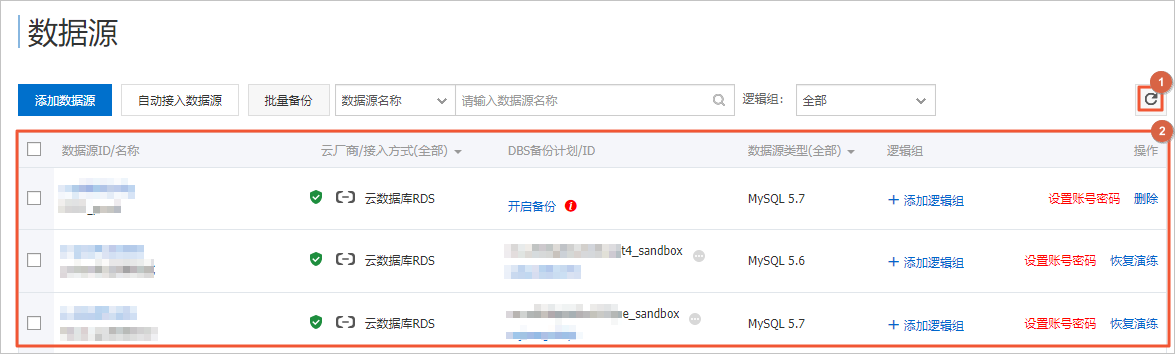 数据源
添加数据源 自动接入数据源 批量备份 数据源名称 请输入数据源名称 逻辑组: 全部 1
2
数据源ID/名称 云厂商/接入方式(全部) DBS备份计划/ID 数据源类型(全部) 逻辑组 操作
云数据库RDS 开启备份 MySQL 5.7 + 添加逻辑组 设置账号密码 删除
云数据库RDS t4_sandbox MySQL 5.6 + 添加逻辑组 设置账号密码 恢复演练
云数据库RDS e_sandbox MySQL 5.7 + 添加逻辑组 设置账号密码 恢复演练